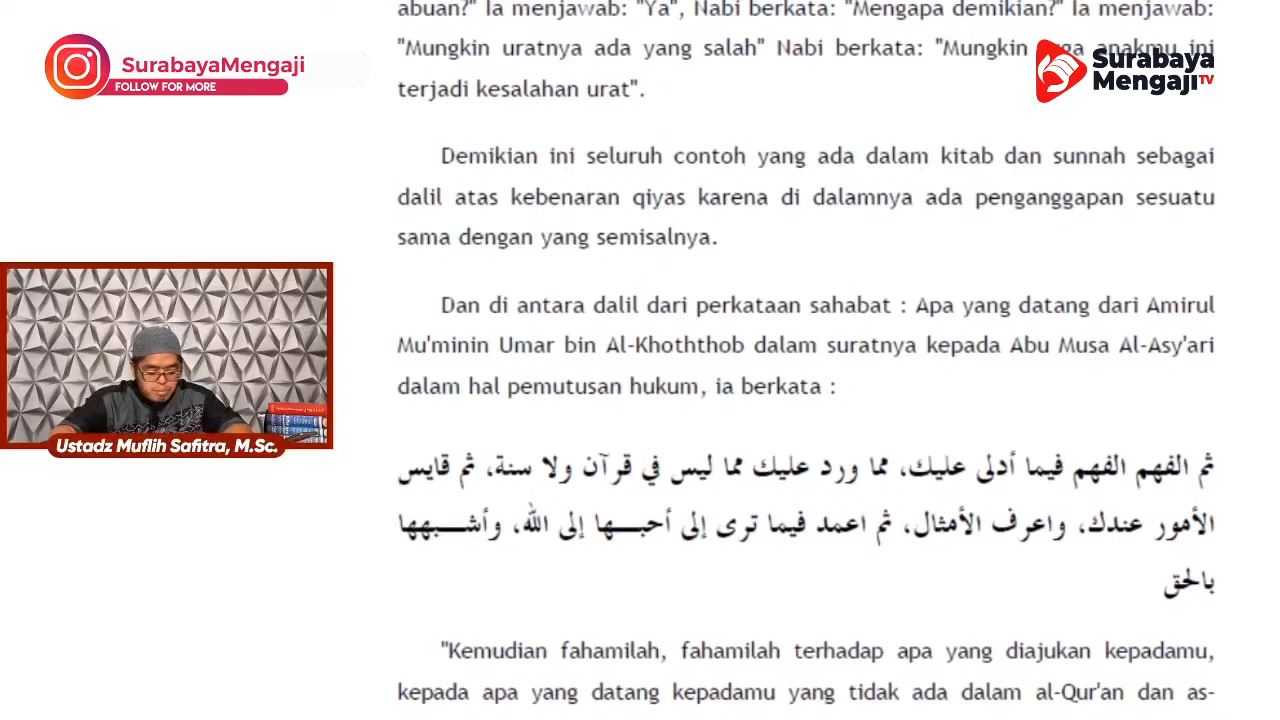 abuan?" Ia menjawab: "Ya", Nabi berkata: "Mengapa demikian?" Ia menjawab:
"Mungkin uratnya ada yang salah" Nabi berkata: "Mungkin anakmu ini
terjadi kesalahan urat".
SurabayaMengaji
FOLLOW FOR MORE
Surabaya
MengajiTV
Demikian ini seluruh contoh yang ada dalam kitab dan sunnah sebagai
dalil atas kebenaran qiyas karena di dalamnya ada penganggapan sesuatu
sama dengan yang semisalnya.
Dan di antara dalil dari perkataan sahabat : Apa yang datang dari Amirul
Mu'minin Umar bin Al-Khoththob dalam suratnya kepada Abu Musa Al-Asy'ari
dalam hal pemutusan hukum, ia berkata :
ثم الفهم الفهم فيما أدلى عليك، مما ورد عليك مما ليس في قرآن ولا سنة، ثم قايس
الأمور عندك، واعرف الأمثال، ثم اعمد فيما ترى إلى أحبـــها إلى الله، وأشـــبهها
بالحق
"Kemudian fahamilah, fahamilah terhadap apa yang diajukan kepadamu,
kepada apa yang datang kepadamu yang tidak ada dalam al-Qur'an dan as-
Ustadz Muflih Safitra, M.Sc.